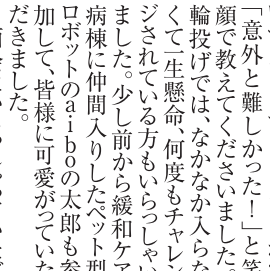 「意外と難しかった！」と笑
顔で教えてくださいました
輪投げでは、なかなか入らな
くて一生懸命、何度もチャレ
ジされている方もいらっしゃい
ました。少し前から緩和ケア
病棟に仲間入りしたペット型
ロボットのaiboの太郎も参
加して、皆様に可愛がっていた
だきました。